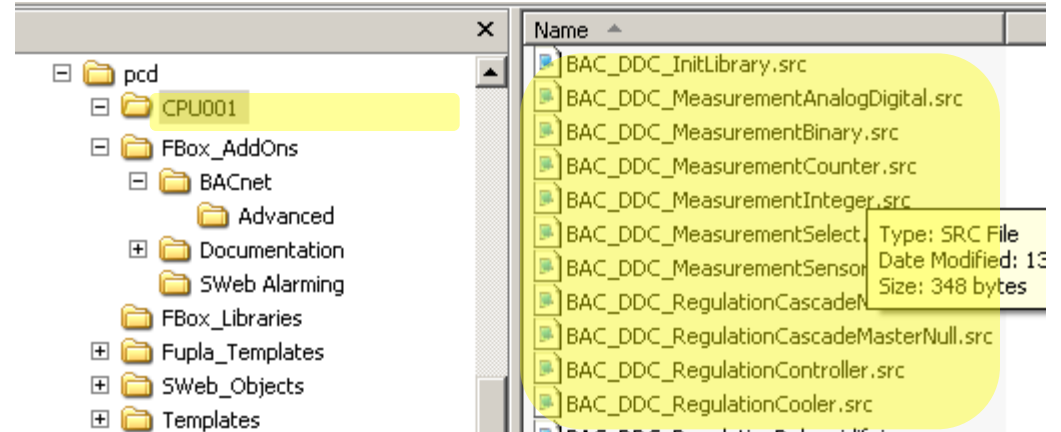 pcd
CPU001
FBox_AddOns
BACnet
Advanced
Documentation
SWeb Alarming
FBox_Libraries
Fupla_Templates
SWeb_Objects
Templates
Name
BAC_DDC_InitLibrary.src
BAC_DDC_MeasurementAnalogDigital.src
BAC_DDC_MeasurementBinary.src
BAC_DDC_MeasurementCounter.src
BAC_DDC_MeasurementInteger.src
BAC_DDC_MeasurementSelect.
BAC_DDC_MeasurementSensor
BAC_DDC_RegulationCascade
BAC_DDC_RegulationCascadeMasterNull.src
BAC_DDC_RegulationController.src
BAC_DDC_RegulationCooler.src
Type: SRC File
Date Modified: 13
Size: 348 bytes